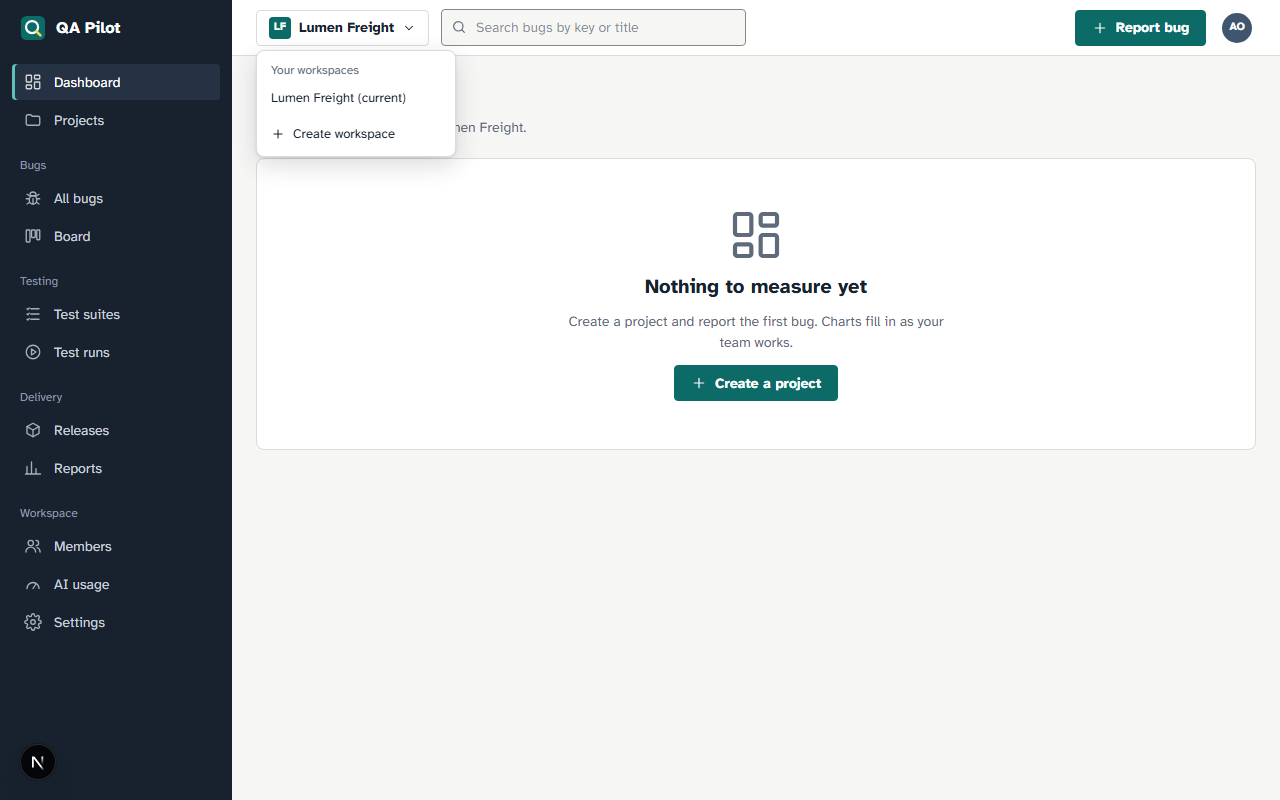 QA Pilot
Dashboard
Projects
Bugs
All bugs
Board
Testing
Test suites
Test runs
Delivery
Releases
Reports
Workspace
Members
AI usage
Settings
N
LF Lumen Freight
Search bugs by key or title
Report bug
AO
Your workspaces
Lumen Freight (current)
Create workspace
Freight.
Nothing to measure yet
Create a project and report the first bug. Charts fill in as your
team works.
Create a project